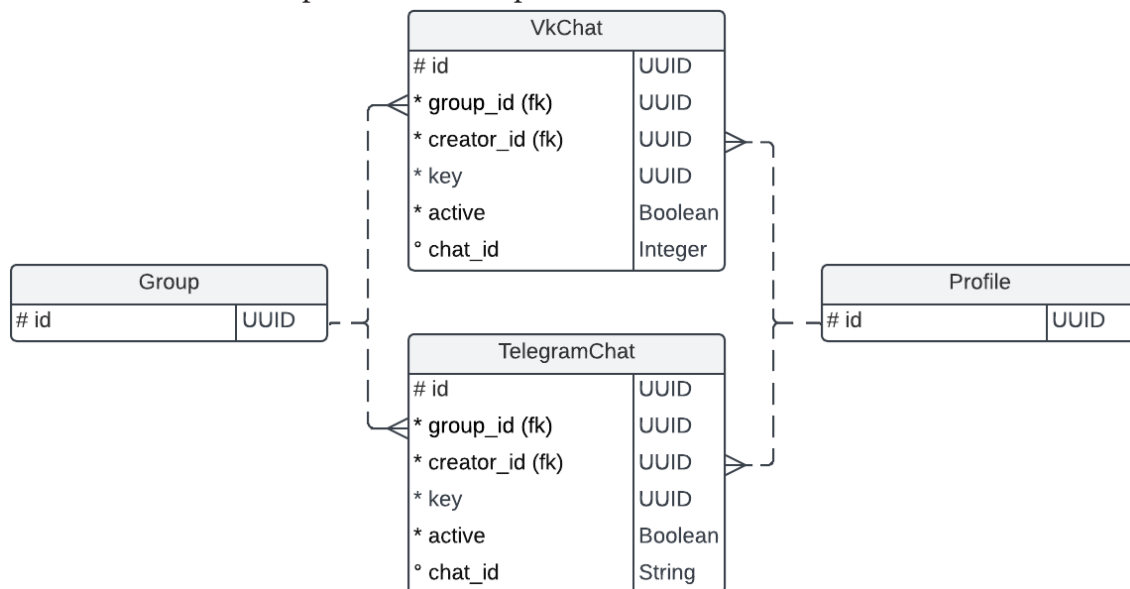 VkChat
# id UUID
* group_id (fk) UUID
* creator_id (fk) UUID
* key UUID
* active Boolean
° chat_id Integer
Group
# id UUID
Profile
# id UUID
TelegramChat
# id UUID
* group_id (fk) UUID
* creator_id (fk) UUID
* key UUID
* active Boolean
° chat_id String